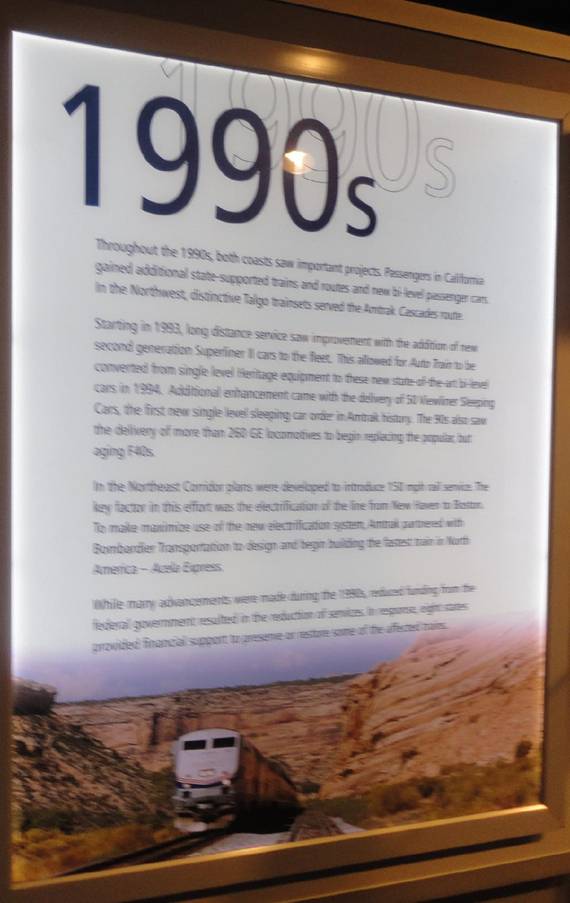 1990s
1990s
Throughout the 1990s, both coasts saw important projects. Passengers in California
gained additional state-supported trains and routes and new bi-level passenger cars.
In the Northwest, distinctive Talgo trainsets served the Amtrak Cascades route.
Starting in 1993, long distance service saw improvement with the addition of new
second generation Superliner II cars to the fleet. This allowed for Auto Train to be
converted from single level Heritage equipment to these new state-of-the-art bi-level
cars in 1994. Additional enhancement came with the delivery of 50 Viewliner Sleeping
Cars, the first new single level sleeping car order in Amtrak history. The 90s also saw
the delivery of more than 260 GE locomotives to begin replacing the popular, but
aging F40s.
In the Northeast Corridor plans were developed to introduce 150 mph rail service. The
key factor in this effort was the electrification of the line from New Haven to Boston.
To make maximize use of the new electrification system, Amtrak partnered with
Bombardier Transportation to design and begin building the fastest train in North
America – Acela Express.
While many advancements were made during the 1990s, reduced funding from the
federal government resulted in the reduction of services. In response, eight states
provided financial support to preserve or restore some of the affected trains.